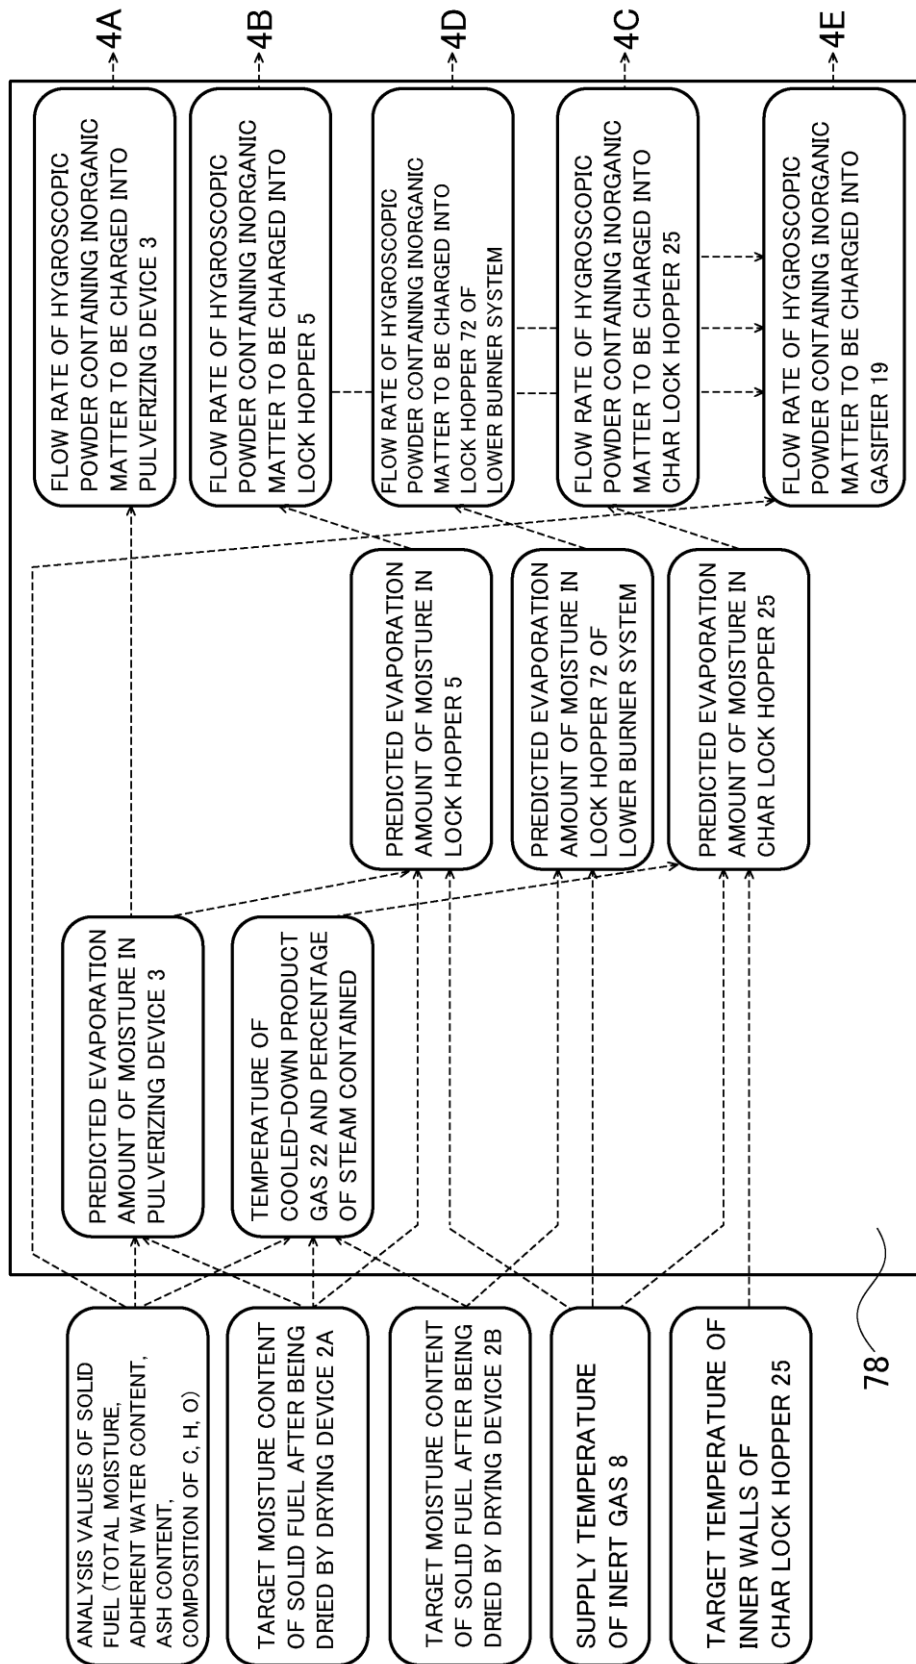 ANALYSIS VALUES OF SOLID
FUEL (TOTAL MOISTURE,
ADHERENT WATER CONTENT,
ASH CONTENT,
COMPOSITION OF C, H, O)
TARGET MOISTURE CONTENT
OF SOLID FUEL AFTER BEING
DRIED BY DRYING DEVICE 2A
TARGET MOISTURE CONTENT
OF SOLID FUEL AFTER BEING
DRIED BY DRYING DEVICE 2B
SUPPLY TEMPERATURE
OF INERT GAS 8
TARGET TEMPERATURE OF
INNER WALLS OF
CHAR LOCK HOPPER 25
78
PREDICTED EVAPORATION
AMOUNT OF MOISTURE IN
PULVERIZING DEVICE 3
TEMPERATURE OF
COOLED-DOWN PRODUCT
GAS 22 AND PERCENTAGE
OF STEAM CONTAINED
PREDICTED EVAPORATION
AMOUNT OF MOISTURE IN
LOCK HOPPER 5
PREDICTED EVAPORATION
AMOUNT OF MOISTURE IN
LOCK HOPPER 72 OF
LOWER BURNER SYSTEM
PREDICTED EVAPORATION
AMOUNT OF MOISTURE IN
CHAR LOCK HOPPER 25
FLOW RATE OF HYGROSCOPIC
POWDER CONTAINING INORGANIC
MATTER TO BE CHARGED INTO
PULVERIZING DEVICE 3
FLOW RATE OF HYGROSCOPIC
POWDER CONTAINING INORGANIC
MATTER TO BE CHARGED INTO
LOCK HOPPER 5
FLOW RATE OF HYGROSCOPIC
POWDER CONTAINING INORGANIC
MATTER TO BE CHARGED INTO
LOCK HOPPER 72 OF
LOWER BURNER SYSTEM
FLOW RATE OF HYGROSCOPIC
POWDER CONTAINING INORGANIC
MATTER TO BE CHARGED INTO
CHAR LOCK HOPPER 25
FLOW RATE OF HYGROSCOPIC
POWDER CONTAINING INORGANIC
MATTER TO BE CHARGED INTO
GASIFIER 19
4A
4B
4D
4C
4E